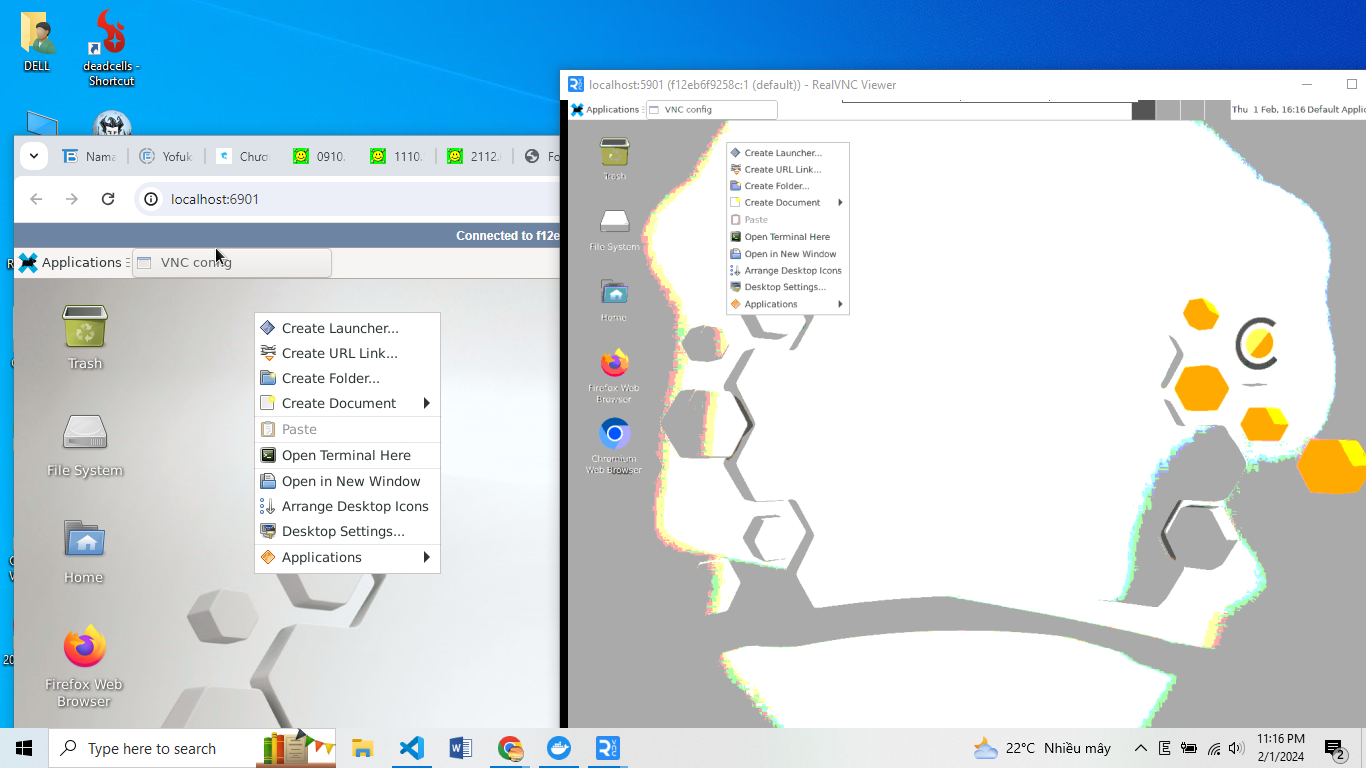 DELL
deadcells -
Shortcut
Nama
Yofuk
Chươ
0910.
1110.
2112.
Fo
localhost:6901
Connected to f12e
Applications
VNC config
Trash
File System
Home
Firefox Web
Browser
Create Launcher...
Create URL Link...
Create Folder...
Create Document
Paste
Open Terminal Here
Open in New Window
Arrange Desktop Icons
Desktop Settings...
Applications
localhost:5901 (f12eb6f9258c:1 (default)) - RealVNC Viewer
Applications
VNC config
Thu 1 Feb, 16:16 Default Applic
Trash
File System
Home
Firefox Web
Browser
Chromium
Web Browser
Create Launcher...
Create URL Link...
Create Folder...
Create Document
Paste
Open Terminal Here
Open in New Window
Arrange Desktop Icons
Desktop Settings...
Applications
Type here to search
22°C Nhiều mây
11:16 PM
2/1/2024
2